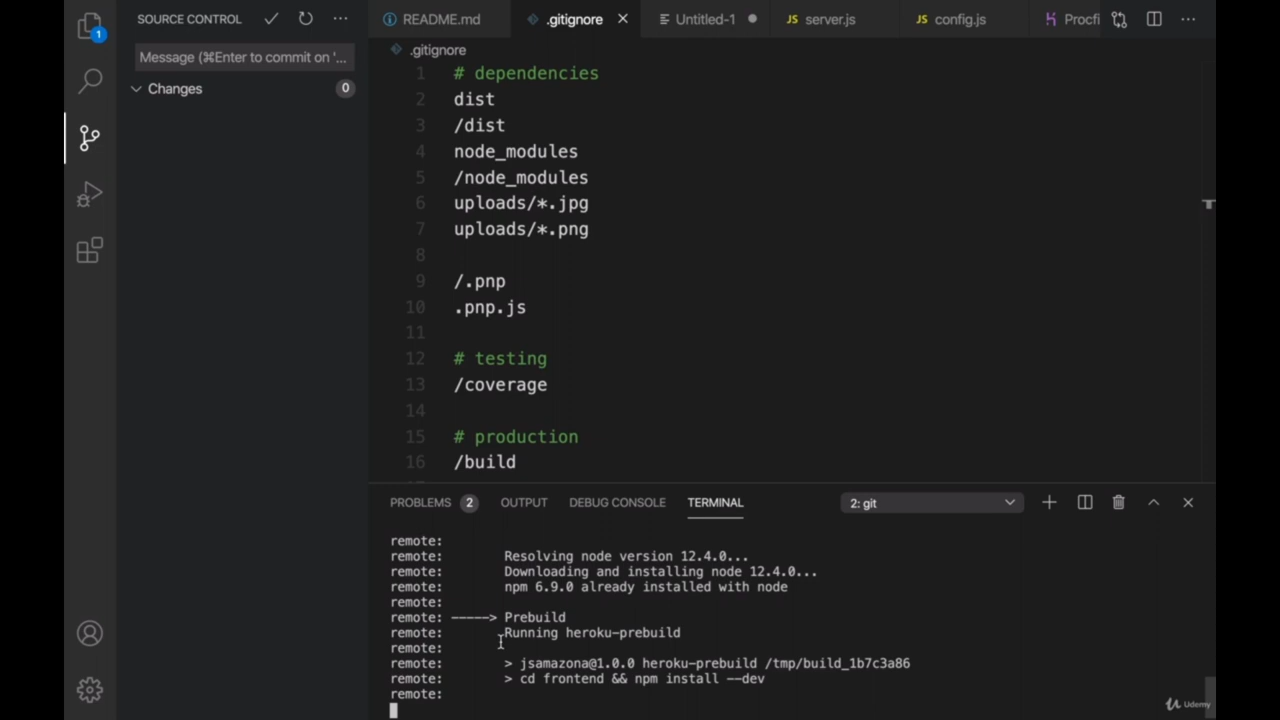 SOURCE CONTROL
README.md
.gitignore
Untitled-1
server.js
config.js
Procfi
1
Message (⌘Enter to commit on '...
Changes
0
.gitignore
1 # dependencies
2 dist
3 /dist
4 node_modules
5 /node_modules
6 uploads/*.jpg
7 uploads/*.png
8
9 /.pnp
10 .pnp.js
11
12 # testing
13 /coverage
14
15 # production
16 /build
PROBLEMS 2 OUTPUT DEBUG CONSOLE TERMINAL 2: git
remote:
remote: Resolving node version 12.4.0...
remote: Downloading and installing node 12.4.0...
remote: npm 6.9.0 already installed with node
remote:
remote: -----> Prebuild
remote: Running heroku-prebuild
remote:
remote: > jsamazona@1.0.0 heroku-prebuild /tmp/build_1b7c3a86
remote: > cd frontend && npm install --dev
remote:
Udemy